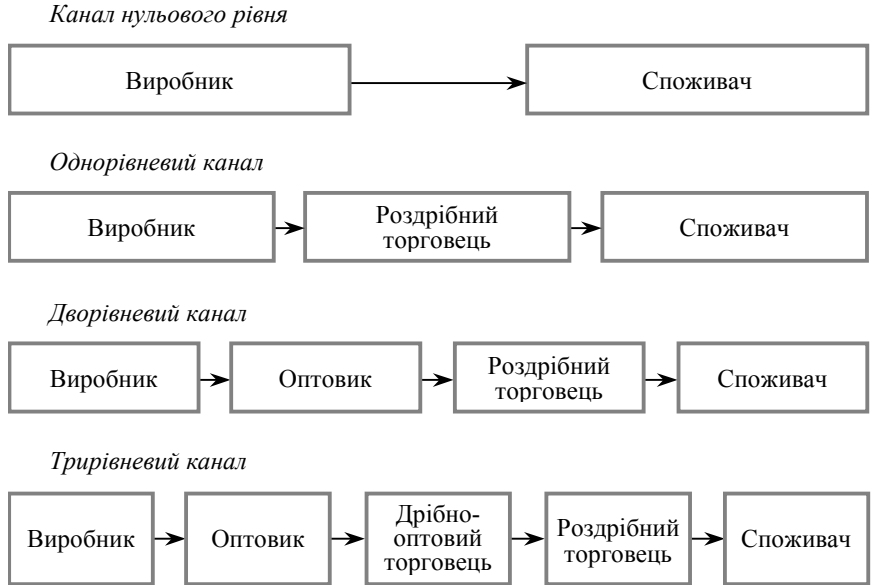 Канал нульового рівня
Виробник
Споживач
Однорівневий канал
Виробник
Роздрібний
торговець
Споживач
Дворівневий канал
Виробник
Оптовик
Роздрібний
торговець
Споживач
Трирівневий канал
Виробник
Оптовик
Дрібно-
оптовий
торговець
Роздрібний
торговець
Споживач